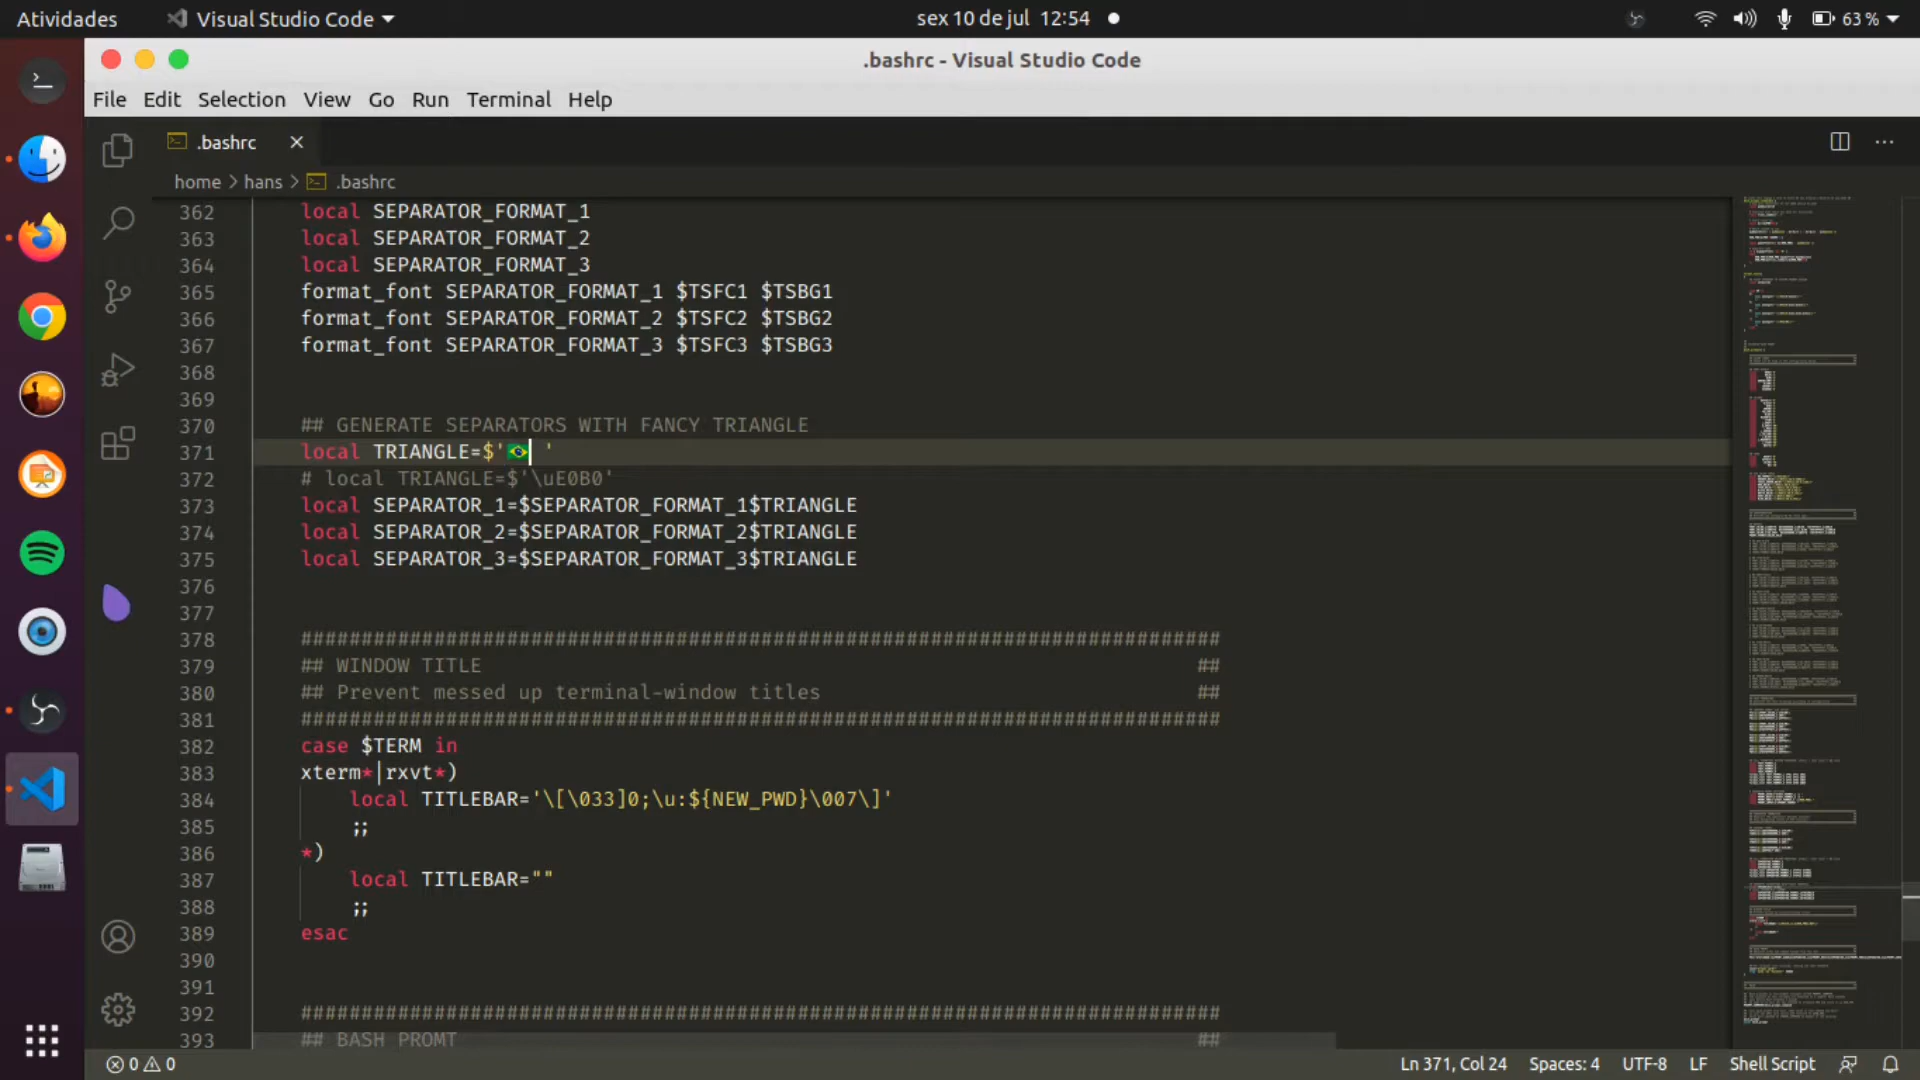 Atividades
Visual Studio Code
sex 10 de jul 12:54
63 %
.bashrc - Visual Studio Code
File Edit Selection View Go Run Terminal Help
.bashrc
home > hans > .bashrc
362 local SEPARATOR_FORMAT_1
363 local SEPARATOR_FORMAT_2
364 local SEPARATOR_FORMAT_3
365 format_font SEPARATOR_FORMAT_1 $TSFC1 $TSBG1
366 format_font SEPARATOR_FORMAT_2 $TSFC2 $TSBG2
367 format_font SEPARATOR_FORMAT_3 $TSFC3 $TSBG3
368
369
370 ## GENERATE SEPARATORS WITH FANCY TRIANGLE
371 local TRIANGLE=$'🇧🇷 '
372 # local TRIANGLE=$'\uE0B0'
373 local SEPARATOR_1=$SEPARATOR_FORMAT_1$TRIANGLE
374 local SEPARATOR_2=$SEPARATOR_FORMAT_2$TRIANGLE
375 local SEPARATOR_3=$SEPARATOR_FORMAT_3$TRIANGLE
376
377
378 ############################################################################
379 ## WINDOW TITLE ##
380 ## Prevent messed up terminal-window titles ##
381 ############################################################################
382 case $TERM in
383 xterm*|rxvt*)
384 local TITLEBAR='\[\033]0;\u:${NEW_PWD}\007\]'
385 ;;
386 *)
387 local TITLEBAR=""
388 ;;
389 esac
390
391
392 ############################################################################
393 ## BASH PROMT ##
0 0
Ln 371, Col 24 Spaces: 4 UTF-8 LF Shell Script